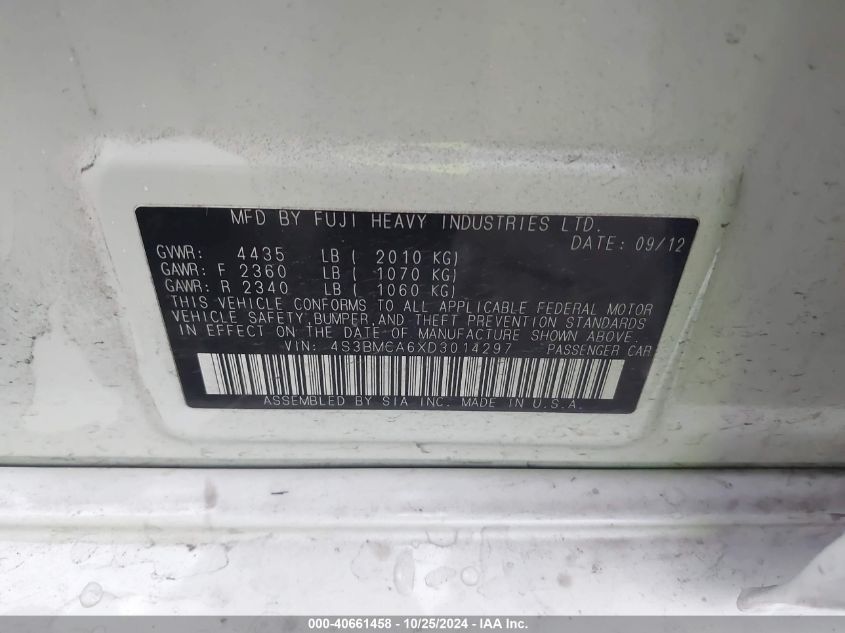 MFD BY FUJI HEAVY INDUSTRIES LTD.
DATE: 09/12
GVWR: 4435 LB ( 2010 KG)
GAWR: F 2360 LB ( 1070 KG)
GAWR: R 2340 LB ( 1060 KG)
THIS VEHICLE CONFORMS TO ALL APPLICABLE FEDERAL MOTOR
VEHICLE SAFETY, BUMPER, AND THEFT PREVENTION STANDARDS
IN EFFECT ON THE DATE OF MANUFACTURE SHOWN ABOVE.
VIN: 4S3BMCA6XD3014297 PASSENGER CAR
ASSEMBLED BY SIA INC. MADE IN U.S.A.
000-40661458 - 10/25/2024 - IAA Inc.